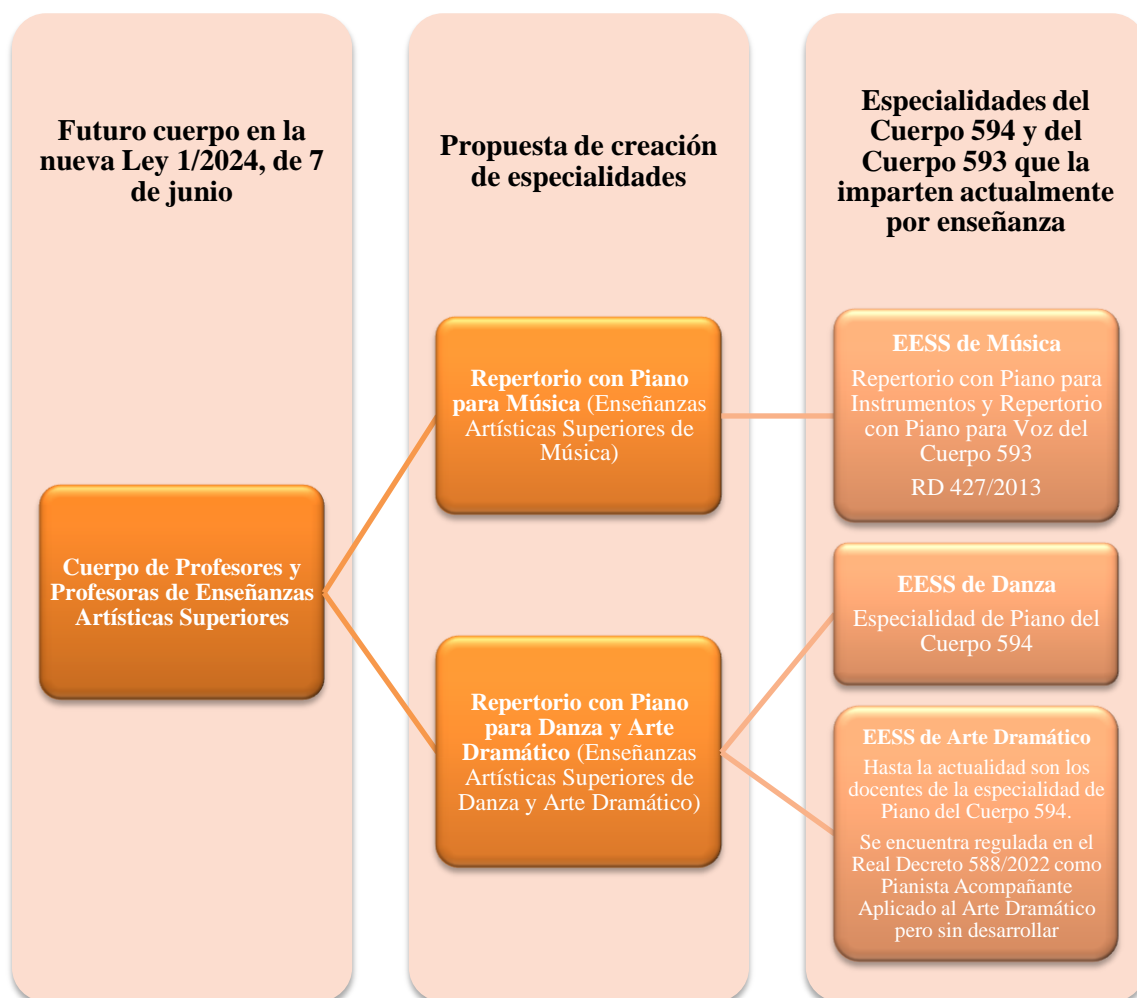 Futuro cuerpo en la
nueva Ley 1/2024, de 7
de junio
Cuerpo de Profesores y
Profesoras de Enseñanzas
Artísticas Superiores
Propuesta de creación
de especialidades
Repertorio con Piano
para Música (Enseñanzas
Artísticas Superiores de
Música)
Repertorio con Piano
para Danza y Arte
Dramático (Enseñanzas
Artísticas Superiores de
Danza y Arte Dramático)
Especialidades del
Cuerpo 594 y del
Cuerpo 593 que la
imparten actualmente
por enseñanza
EESS de Música
Repertorio con Piano para
Instrumentos y Repertorio
con Piano para Voz del
Cuerpo 593
RD 427/2013
EESS de Danza
Especialidad de Piano del
Cuerpo 594
EESS de Arte Dramático
Hasta la actualidad son los
docentes de la especialidad de
Piano del Cuerpo 594.
Se encuentra regulada en el
Real Decreto 588/2022 como
Pianista Acompañante
Aplicado al Arte Dramático
pero sin desarrollar